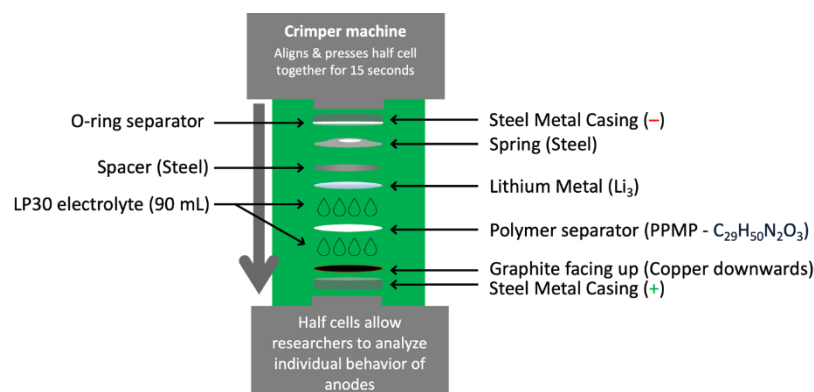 Crimper machine
Aligns & presses half cell
together for 15 seconds
O-ring separator
Spacer (Steel)
LP30 electrolyte (90 mL)
Steel Metal Casing (−)
Spring (Steel)
Lithium Metal (Li₃)
Polymer separator (PPMP - C₂₉H₅₀N₂O₃)
Graphite facing up (Copper downwards)
Steel Metal Casing (+)
Half cells allow
researchers to analyze
individual behavior of
anodes